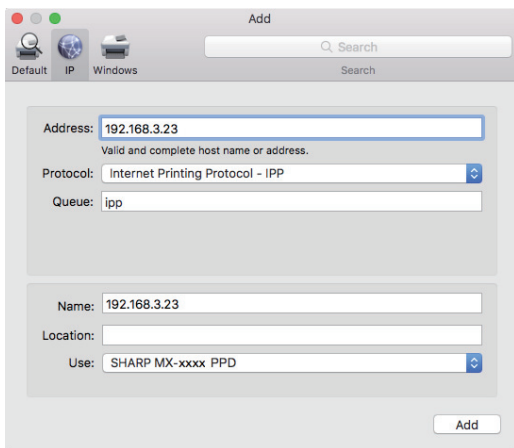 Add
Search
Default IP Windows Search
Address: 192.168.3.23
Valid and complete host name or address.
Protocol: Internet Printing Protocol - IPP
Queue: ipp
Name: 192.168.3.23
Location:
Use: SHARP MX-xxxx PPD
Add